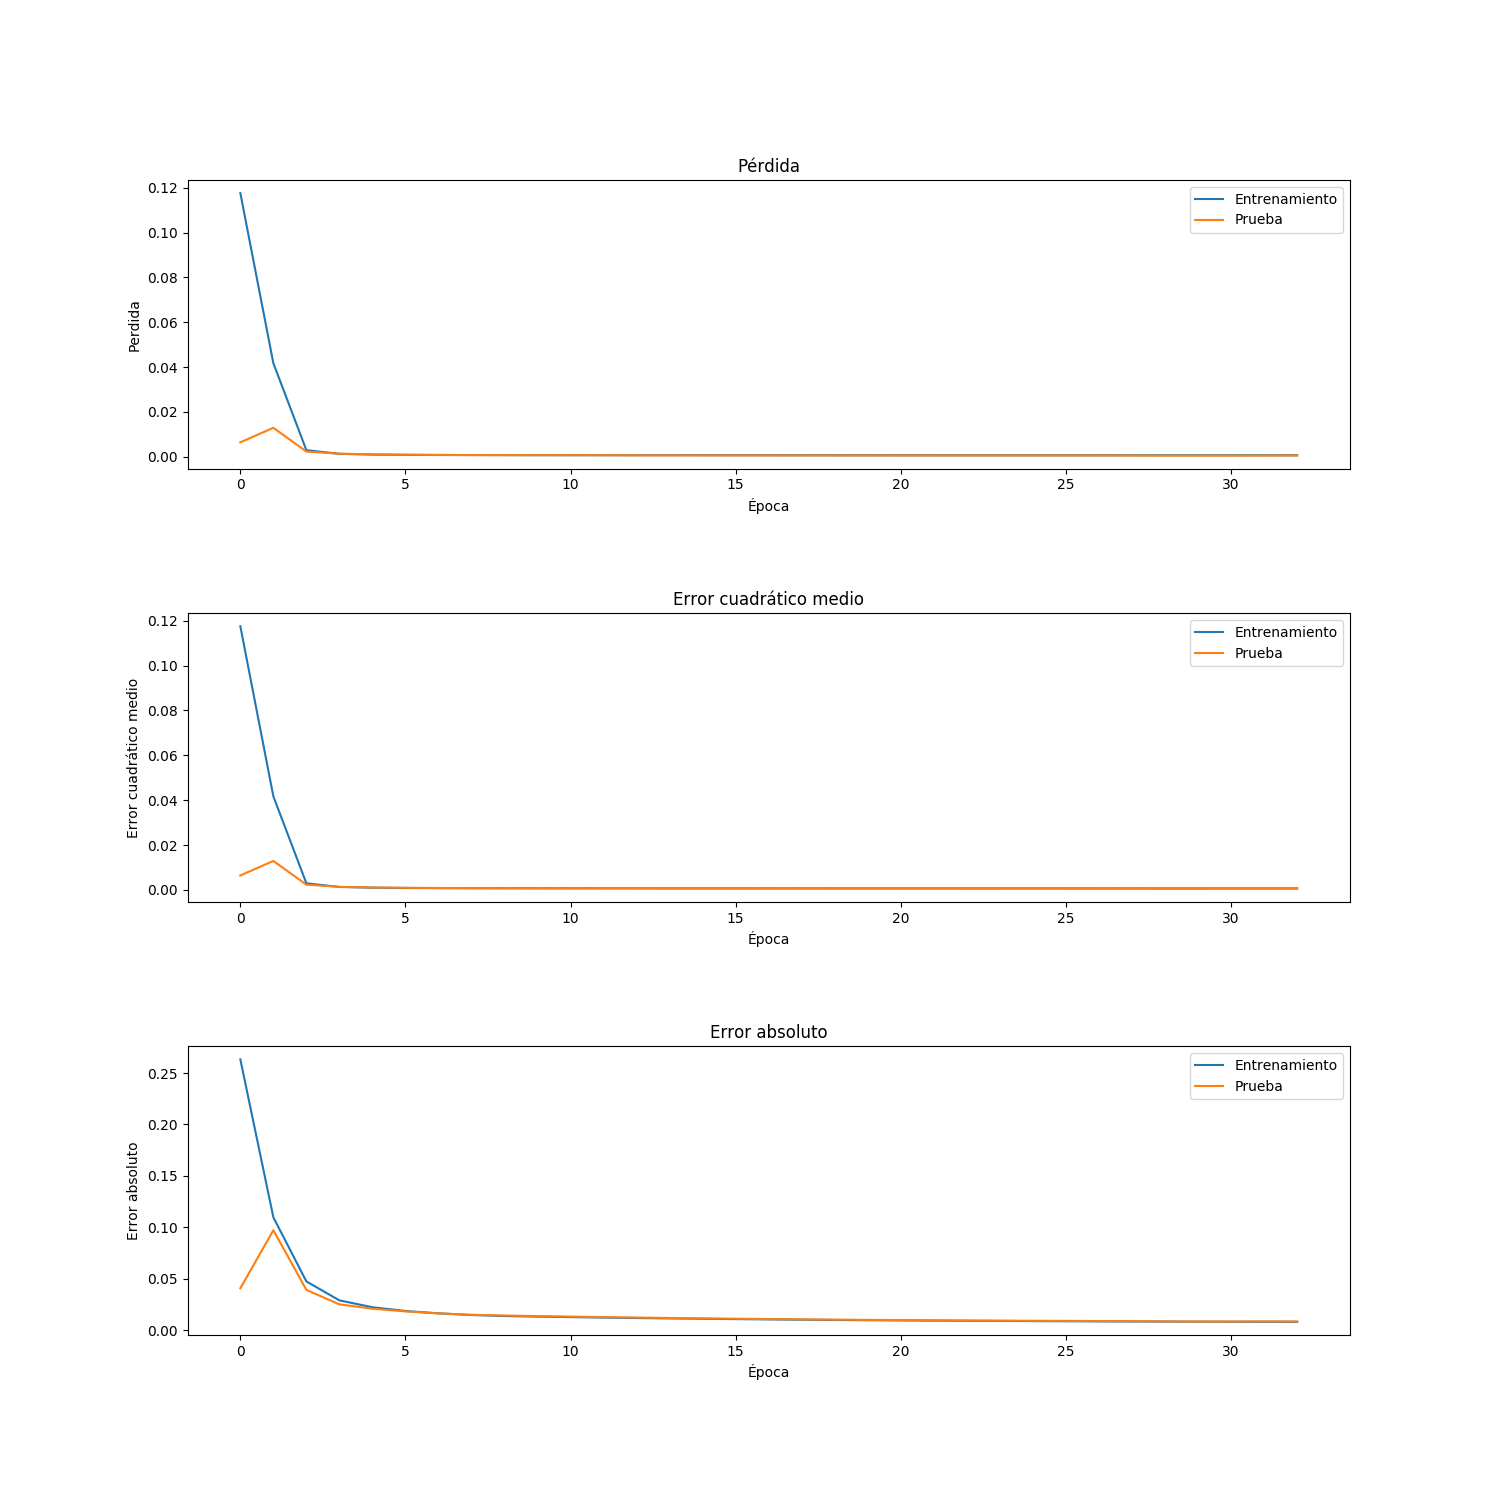 Pérdida
0.12
0.10
0.08
0.06
0.04
0.02
0.00
Perdida
Entrenamiento
Prueba
0 5 10 15 20 25 30
Época
Error cuadrático medio
0.12
0.10
0.08
0.06
0.04
0.02
0.00
Error cuadrático medio
Entrenamiento
Prueba
0 5 10 15 20 25 30
Época
Error absoluto
0.25
0.20
0.15
0.10
0.05
0.00
Error absoluto
Entrenamiento
Prueba
0 5 10 15 20 25 30
Época